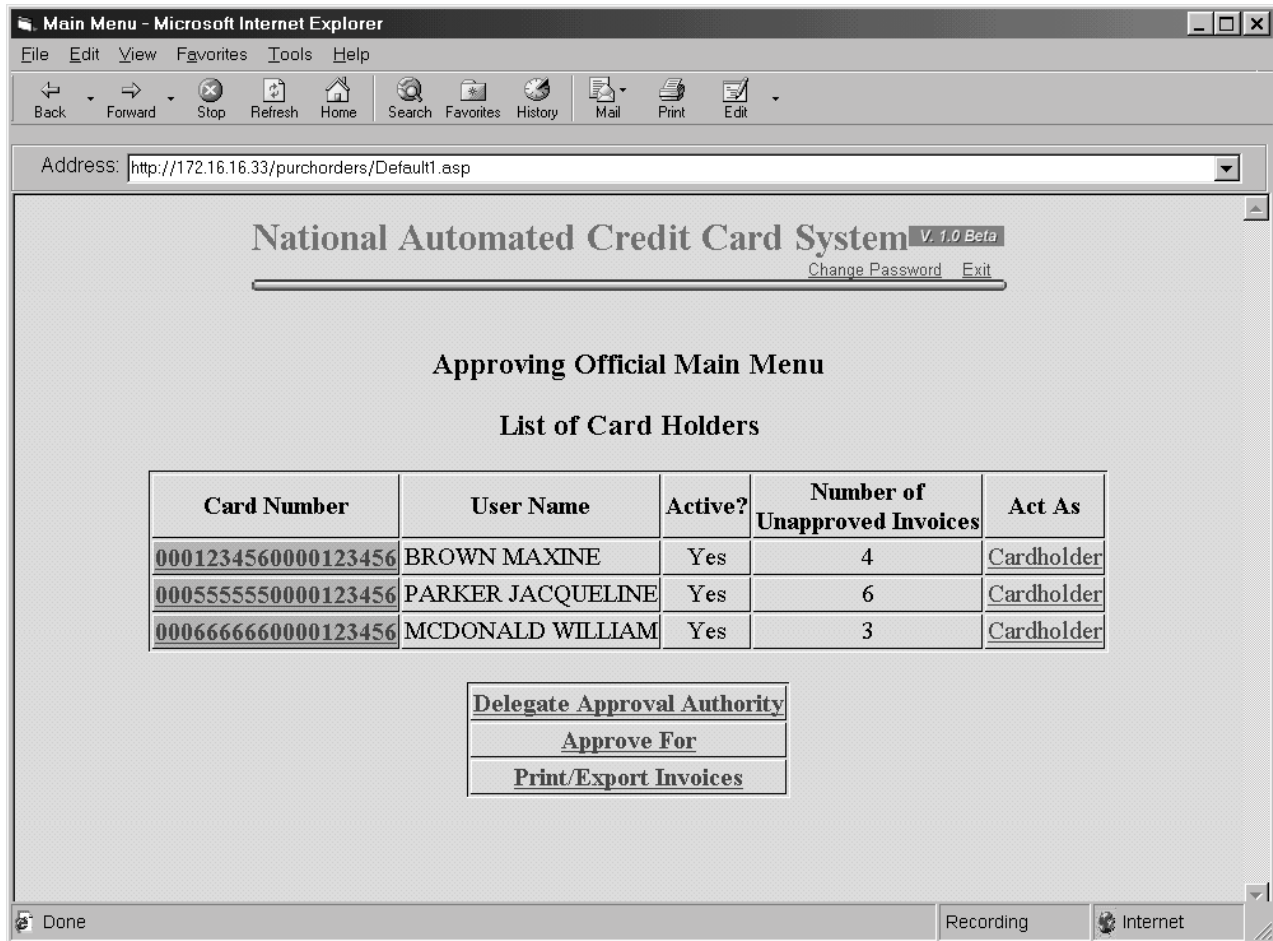 Main Menu - Microsoft Internet Explorer
File Edit View Favorites Tools Help
Back Forward Stop Refresh Home Search Favorites History Mail Print Edit
Address: http://172.16.16.33/purchorders/Default1.asp
National Automated Credit Card System V. 1.0 Beta
Change Password Exit
Approving Official Main Menu
List of Card Holders
Card Number User Name Active? Number of Unapproved Invoices Act As
0001234560000123456 BROWN MAXINE Yes 4 Cardholder
0005555550000123456 PARKER JACQUELINE Yes 6 Cardholder
0006666660000123456 MCDONALD WILLIAM Yes 3 Cardholder
Delegate Approval Authority
Approve For
Print/Export Invoices
Done Recording Internet